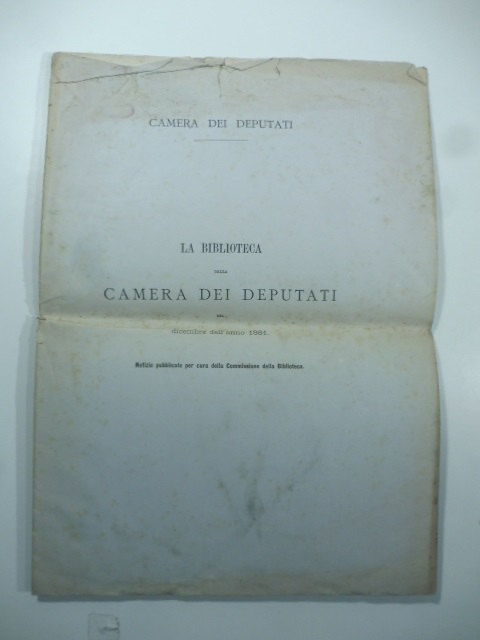 CAMERA DEI DEPUTATI
LA BIBLIOTECA
DELLA
CAMERA DEI DEPUTATI
NEL
dicembre dell'anno 1881.
Notizie pubblicate per cura della Commissione della Biblioteca.